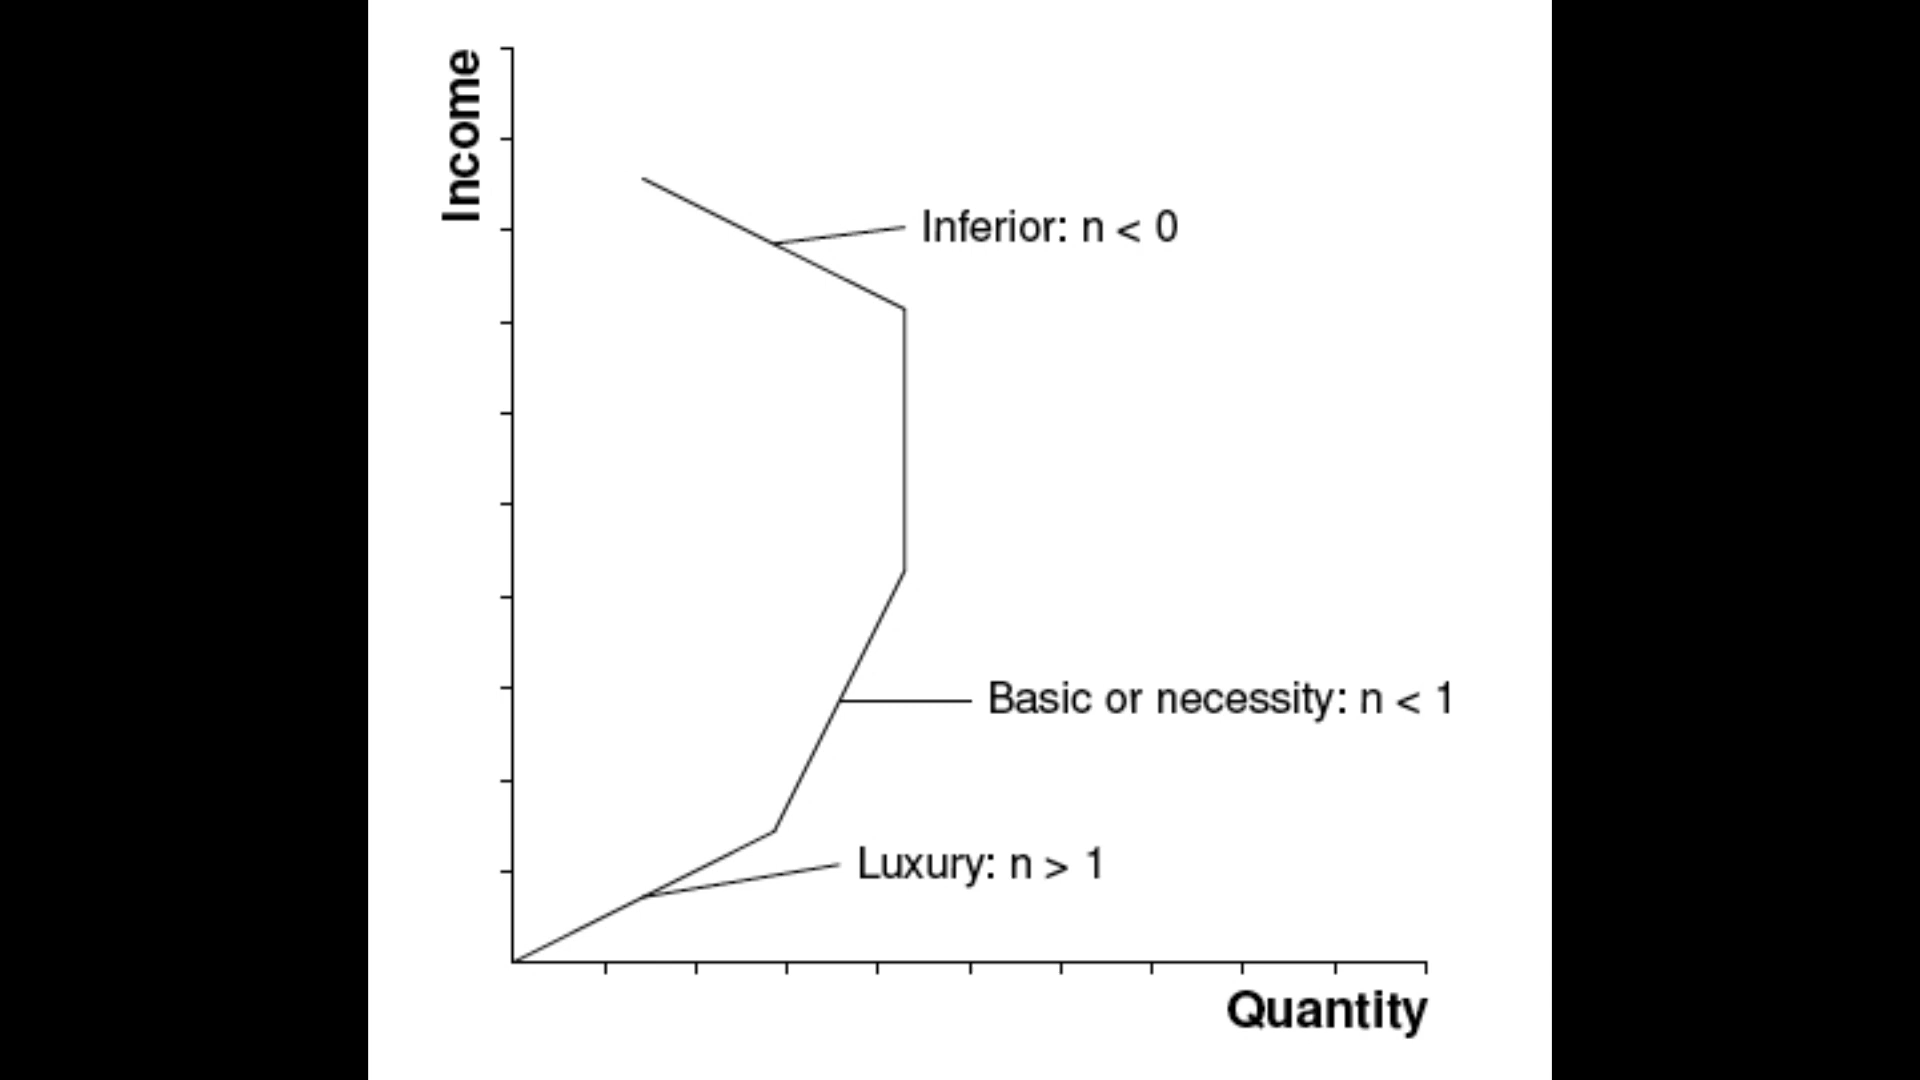 Income
Inferior: n < 0
Basic or necessity: n < 1
Luxury: n > 1
Quantity